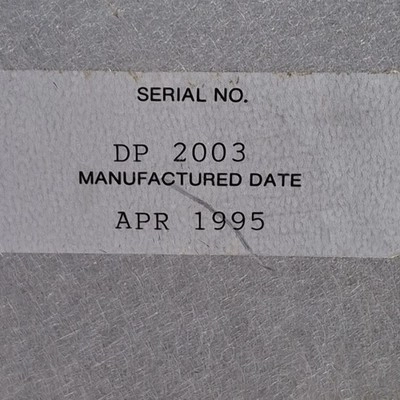 SERIAL NO.
DP 2003
MANUFACTURED DATE
APR 1995